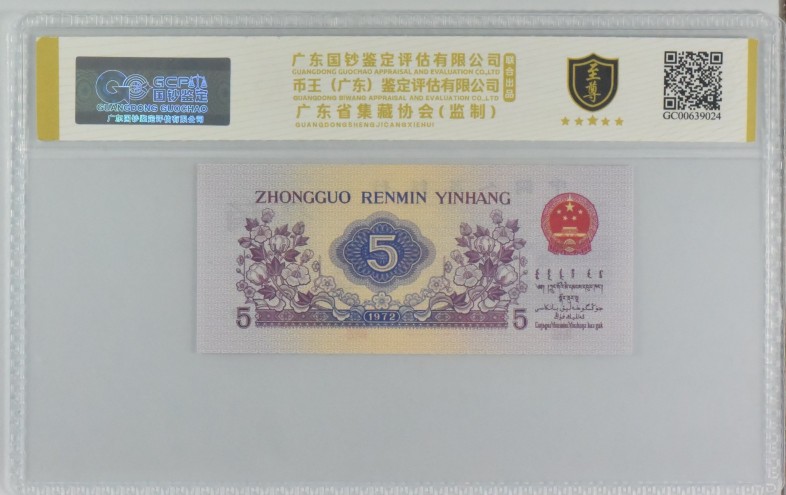 GCP
国钞鉴定
GUANGDONG GUOCHAO
广东国钞鉴定评估有限公司
广东国钞鉴定评估有限公司
GUANGDONG GUOCHAO APPRAISAL AND EVALUATION CO.,LTD
币王（广东）鉴定评估有限公司
GUANGDONG BIWANG APPRAISAL AND EVALUATION CO.,LTD
广东省集藏协会(监制)
GUANGDONGSHENGJICANGXIEHUI
联合出品
至尊
GC00639024
ZHONGGUO RENMIN YINHANG
5
5
1972
5